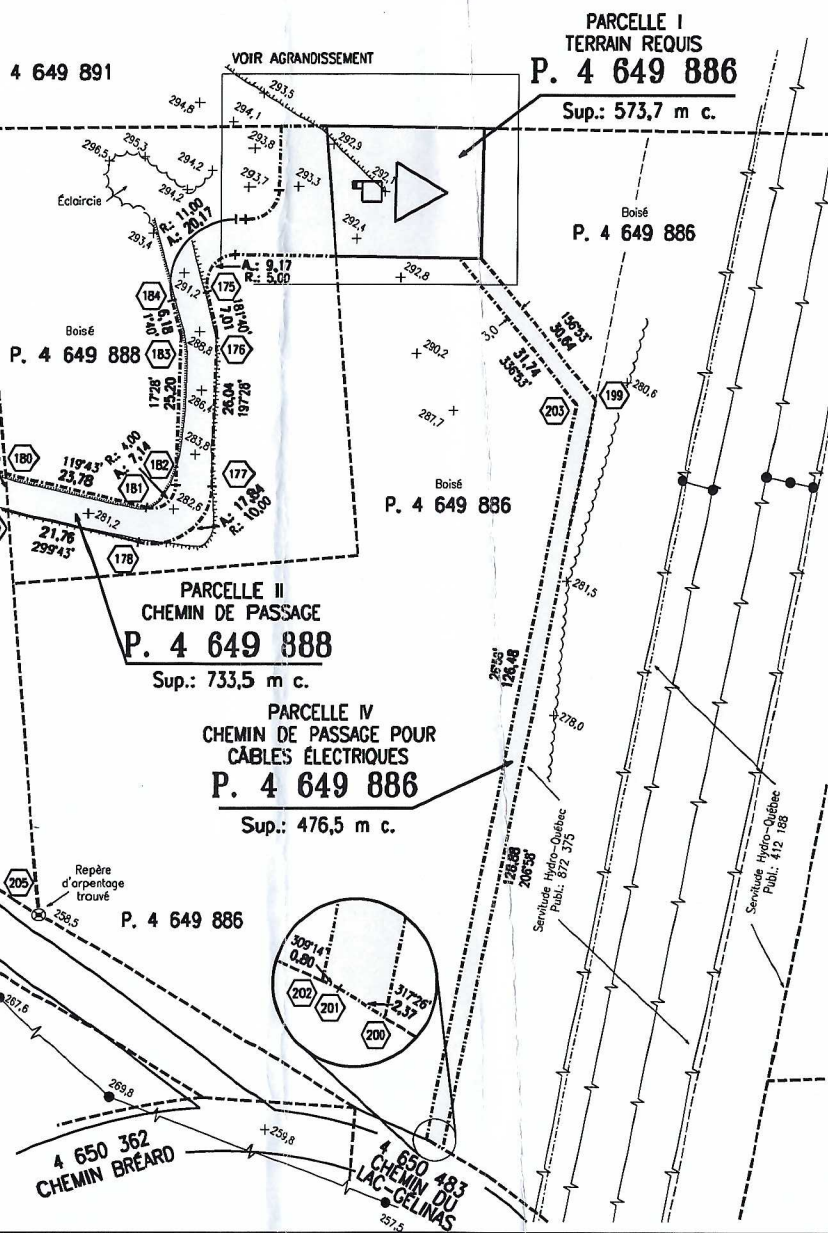 PARCELLE I
TERRAIN REQUIS
P. 4 649 886
Sup.: 573,7 m c.
4 649 891
VOIR AGRANDISSEMENT
293,5
294,8
294,1
293,8
292,9
296,5
295,3
294,2
293,7
293,3
292,4
294,2
Éclaircie
293,4
R.: 11,00
A.: 20,17
Boisé
P. 4 649 886
A.: 9,17
R.: 5,00
292,8
291,2
184
175
6,18
1°40'
7,01
181°40'
156°53'
30,64
3,0
31,74
336°53'
Boisé
P. 4 649 888
183
288,8
176
290,2
280,6
199
203
17°28'
25,20
286,4
26,04
197°28'
287,7
283,8
180
119°43'
23,78
R.: 4,00
A.: 7,14
182
181
177
282,6
A.: 17,84
R.: 10,00
Boisé
P. 4 649 886
281,2
21,76
299°43'
178
281,5
PARCELLE II
CHEMIN DE PASSAGE
P. 4 649 888
Sup.: 733,5 m c.
26°58'
126,48
PARCELLE IV
CHEMIN DE PASSAGE POUR
CÂBLES ÉLECTRIQUES
P. 4 649 886
Sup.: 476,5 m c.
278,0
Servitude Hydro-Québec
Publ.: 872 375
Servitude Hydro-Québec
Publ.: 412 188
128,88
206°58'
205
Repère
d'arpentage
trouvé
258,5
P. 4 649 886
309°14'
0,80
317°26'
2,37
202
201
200
267,6
269,8
259,8
4 650 362
CHEMIN BRÉARD
4 650 483
CHEMIN DU
LAC-GÉLINAS
257,5